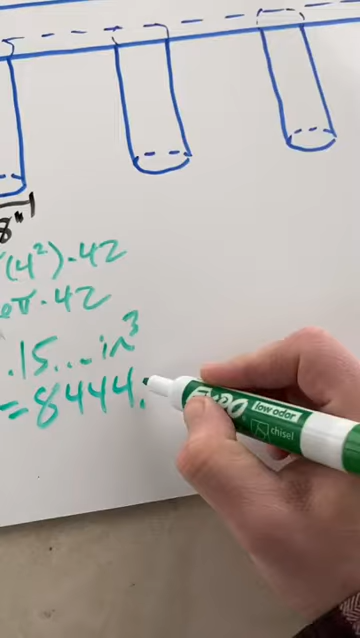 8"
(4²)·42
π·42
.15... in³
=8444.
EXPO
low odor
chisel